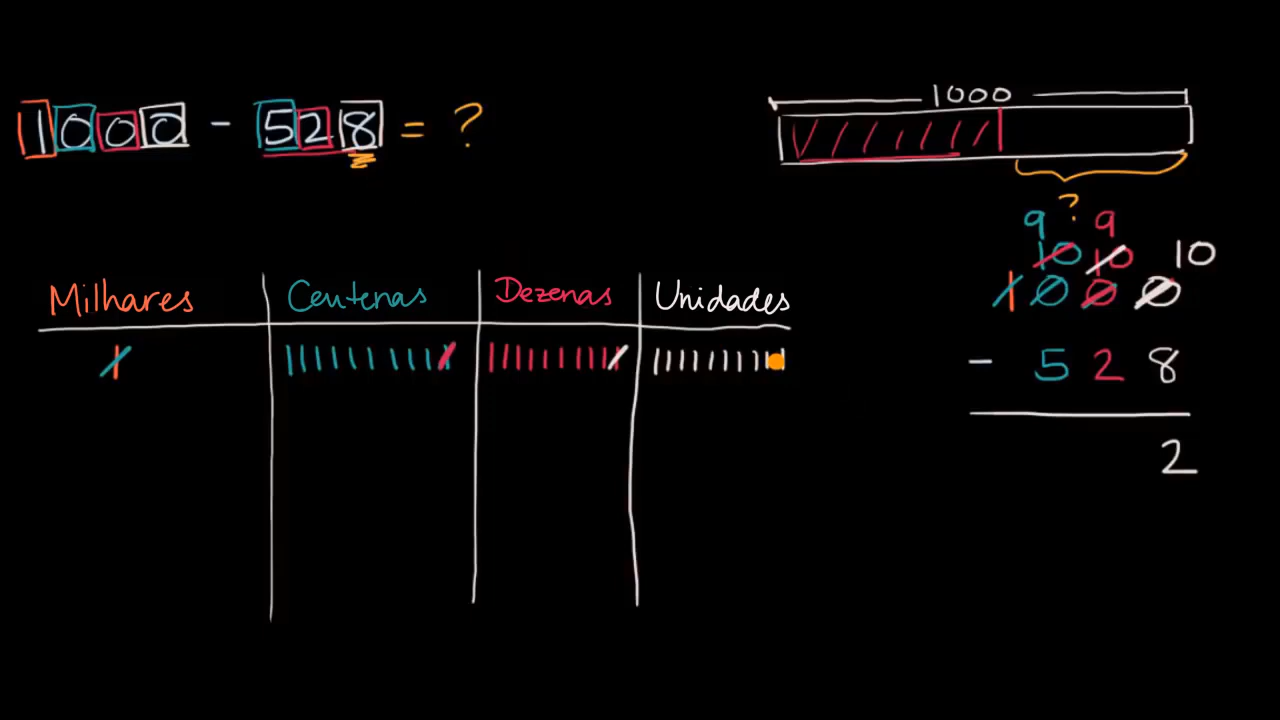 1000 - 528 = ?
1000
?
9 9
10 10 10
Milhares Centenas Dezenas Unidades
1 0 0 0
- 5 2 8
2